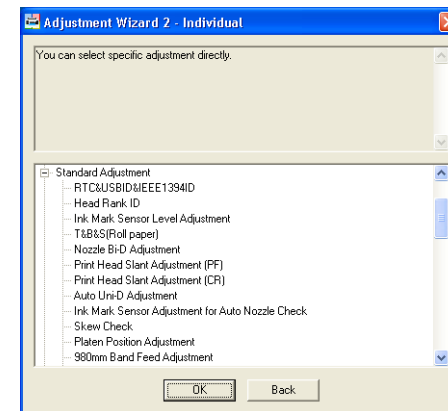 Adjustment Wizard 2 - Individual
You can select specific adjustment directly.
Standard Adjustment
RTC&USBID&IEEE1394ID
Head Rank ID
Ink Mark Sensor Level Adjustment
T&B&S(Roll paper)
Nozzle Bi-D Adjustment
Print Head Slant Adjustment (PF)
Print Head Slant Adjustment (CR)
Auto Uni-D Adjustment
Ink Mark Sensor Adjustment for Auto Nozzle Check
Skew Check
Platen Position Adjustment
980mm Band Feed Adjustment
OK Back